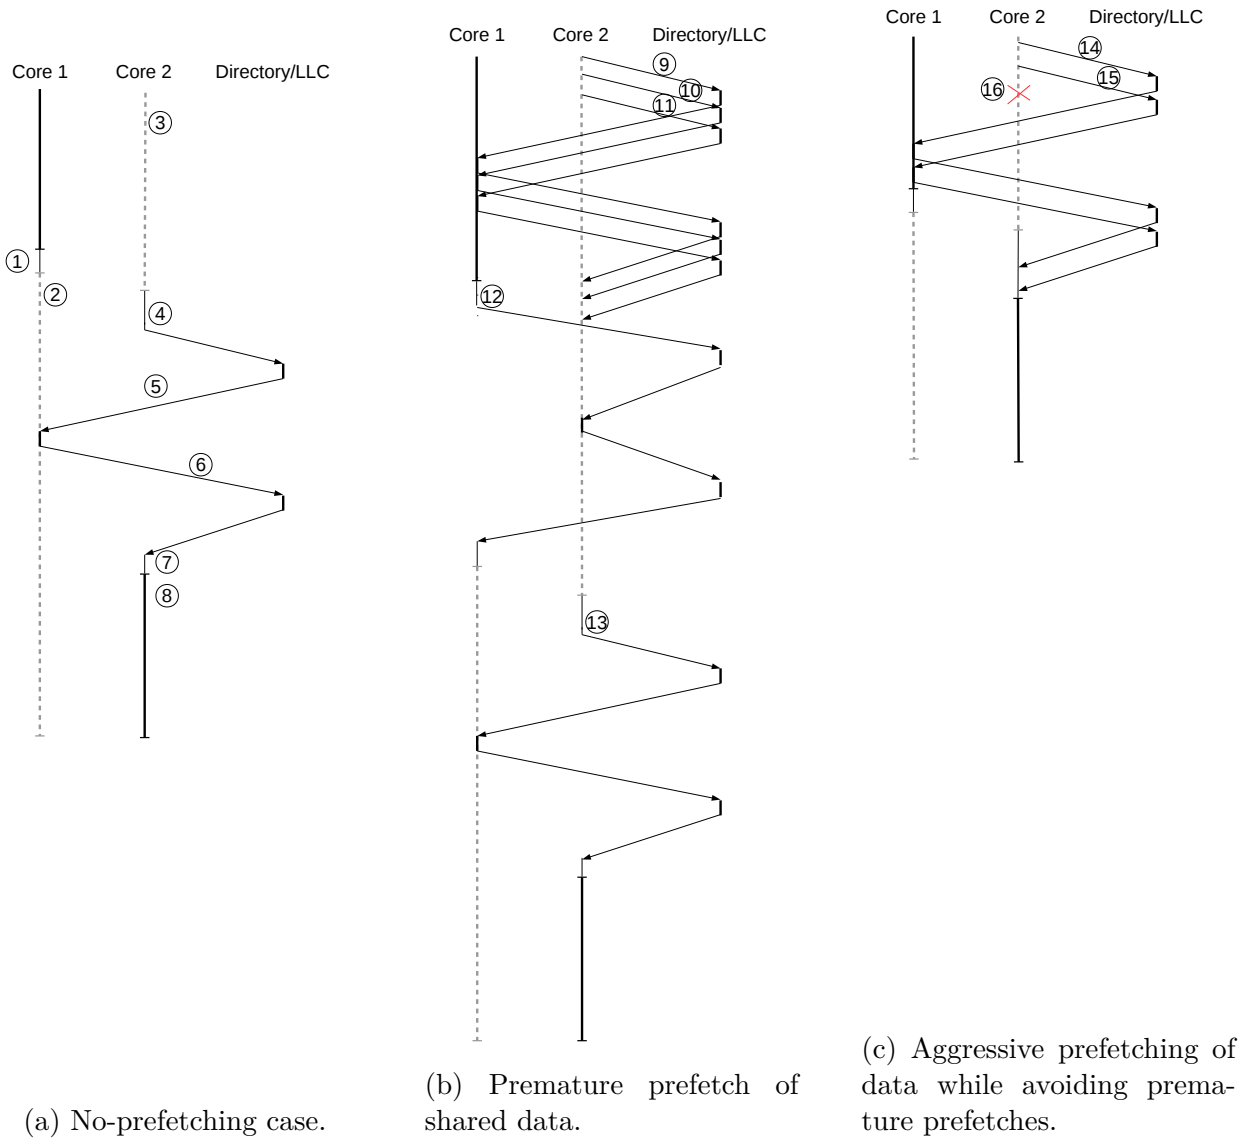 Core 1 Core 2 Directory/LLC
1
2
3
4
5
6
7
8
(a) No-prefetching case.
Core 1 Core 2 Directory/LLC
9
10
11
12
13
(b) Premature prefetch of
shared data.
Core 1 Core 2 Directory/LLC
14
15
16
(c) Aggressive prefetching of
data while avoiding prema-
ture prefetches.